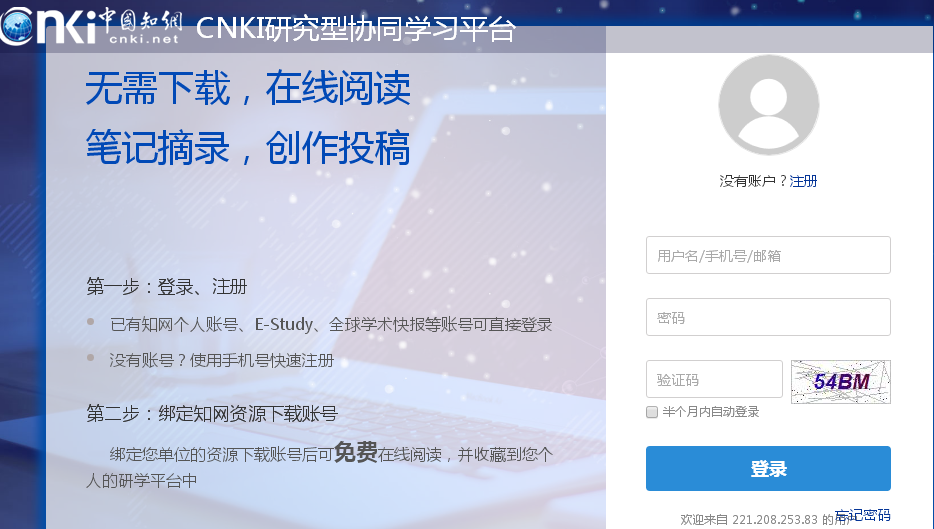 Cnki 中国知網
cnki.net
CNKI研究型协同学习平台
无需下载，在线阅读
笔记摘录，创作投稿
第一步：登录、注册
已有知网个人账号、E-Study、全球学术快报等账号可直接登录
没有账号？使用手机号快速注册
第二步：绑定知网资源下载账号
绑定您单位的资源下载账号后可免费在线阅读，并收藏到您个
人的研学平台中
没有账户？注册
用户名/手机号/邮箱
密码
验证码
54BM
半个月内自动登录
登录
欢迎来自 221.208.253.83 的用户
忘记密码